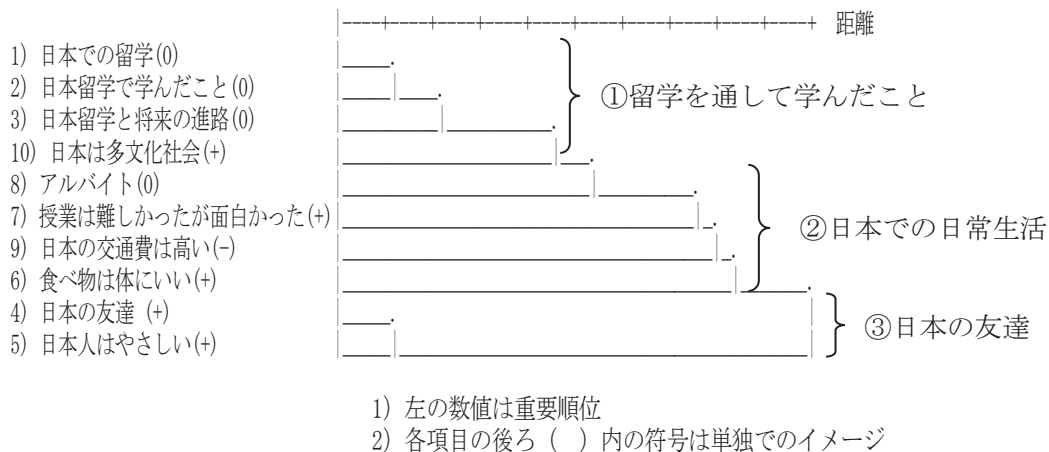 距離
1) 日本での留学(0)
2) 日本留学で学んだこと(0)
3) 日本留学と将来の進路(0)
10) 日本は多文化社会(+)
8) アルバイト(0)
7) 授業は難しかったが面白かった(+)
9) 日本の交通費は高い(-)
6) 食べ物は体にいい(+)
4) 日本の友達 (+)
5) 日本人はやさしい(+)
①留学を通して学んだこと
②日本での日常生活
③日本の友達
1) 左の数値は重要順位
2) 各項目の後ろ ( ) 内の符号は単独でのイメージ